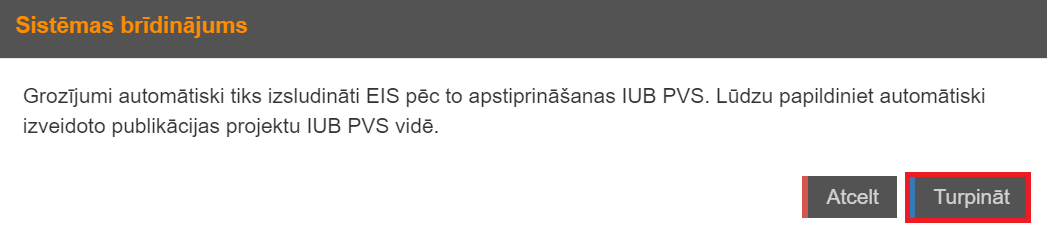 Sistēmas brīdinājums
Grozījumi automātiski tiks izsludināti EIS pēc to apstiprināšanas IUB PVS. Lūdzu papildiniet automātiski
izveidoto publikācijas projektu IUB PVS vidē.
Atcelt
Turpināt